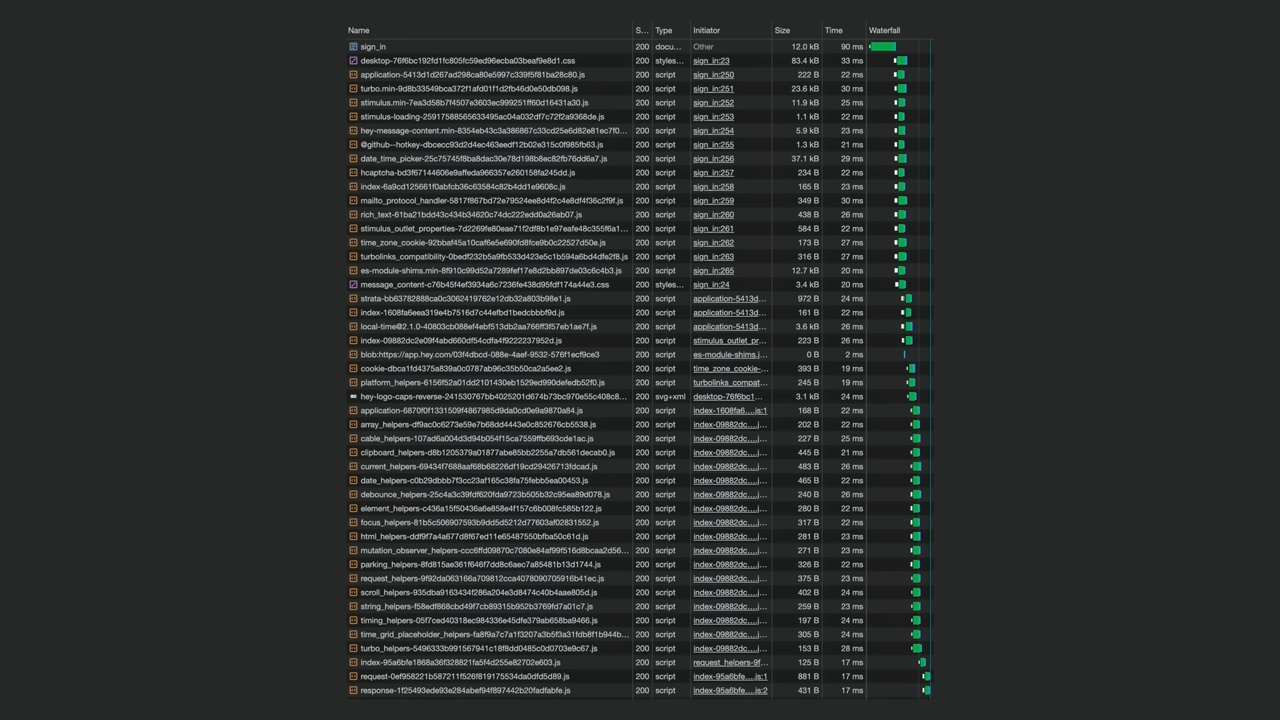 Name S... Type Initiator Size Time Waterfall
sign_in 200 docu... Other 12.0 kB 90 ms
desktop-76f6bc192fd1fc805fc59ed96ecba03beaf9e8d1.css 200 styles... sign_in:23 83.4 kB 33 ms
application-5413d1d267ad298ca80e5997c339f5f81ba28c80.js 200 script sign_in:250 222 B 22 ms
turbo.min-9d8b33549bca372f1afd01f1d2fb46d0e50db098.js 200 script sign_in:251 23.6 kB 30 ms
stimulus.min-7ea3d58b7f4507e3603ec999251ff60d16431a30.js 200 script sign_in:252 11.9 kB 25 ms
stimulus-loading-25917588565633495ac04a032df7c72f2a9368de.js 200 script sign_in:253 1.1 kB 22 ms
hey-message-content.min-8354eb43c3a386867c33cd25e6d82e81ec7f0... 200 script sign_in:254 5.9 kB 23 ms
@github--hotkey-dbcecc93d2d4ec463eedf12b02e315c0f985fb63.js 200 script sign_in:255 1.3 kB 21 ms
date_time_picker-25c75745f8ba8dac30e78d198b8ec82fb76dd6a7.js 200 script sign_in:256 37.1 kB 29 ms
hcaptcha-bd3f67144606e9affeda966357e260158fa245dd.js 200 script sign_in:257 234 B 22 ms
index-6a9cd125661f0abfcb36c63584c82b4d1e9608c.js 200 script sign_in:258 165 B 23 ms
mailto_protocol_handler-5817f867bd72e79524ee8d4f2c4e8df4f36c2f9f.js 200 script sign_in:259 349 B 30 ms
rich_text-61ba21bdd43c434b34620c74dc222edd0a26ab07.js 200 script sign_in:260 438 B 26 ms
stimulus_outlet_properties-7d2269fe80eae71f2df8b1e97eafe48c355f6a1... 200 script sign_in:261 584 B 22 ms
time_zone_cookie-92bbaf45a10caf6e5e690fd8fce9b0c22527d50e.js 200 script sign_in:262 173 B 27 ms
turbolinks_compatibility-0bedf232b5a9fb533d423e5c1b594a6bd4dfe2f8.js 200 script sign_in:263 316 B 27 ms
es-module-shims.min-8f910c99d52a7289fef17e8d2bb897de03c6c4b3.js 200 script sign_in:265 12.7 kB 20 ms
message_content-c76b45f4ef3934a6c7236fe438d95fdf174a44e3.css 200 styles... sign_in:24 3.4 kB 20 ms
strata-bb63782888ca0c3062419762e12db32a803b98e1.js 200 script application-5413d... 972 B 24 ms
index-1608fa6eea319e4b7516d7c44efbd1bedcbbbf9d.js 200 script application-5413d... 161 B 22 ms
local-time@2.1.0-40803cb088ef4ebf513db2aa766ff3f57eb1ae7f.js 200 script application-5413d... 3.6 kB 26 ms
index-09882dc2e09f4abd660df54cdfa4f9222237952d.js 200 script stimulus_outlet_pr... 223 B 26 ms
blob:https://app.hey.com/03f4dbcd-088e-4aef-9532-576f1ecf9ce3 200 script es-module-shims.j... 0 B 2 ms
cookie-dbca1fd4375a839a0c0787ab96c35b50ca2a5ee2.js 200 script time_zone_cookie-... 393 B 19 ms
platform_helpers-6156f52a01dd2101430eb1529ed990defedb52f0.js 200 script turbolinks_compat... 245 B 19 ms
hey-logo-caps-reverse-241530767bb4025201d674b73bc970e55c408c8... 200 svg+xml desktop-76f6bc1... 3.1 kB 24 ms
application-6870f0f1331509f4867985d9da0cd0e9a9870a84.js 200 script index-1608fa6....js:1 168 B 22 ms
array_helpers-df9ac0c6273e59e7b68dd4443e0c852676cb5538.js 200 script index-09882dc....j... 202 B 22 ms
cable_helpers-107ad6a004d3d94b054f15ca7559ffb693cde1ac.js 200 script index-09882dc....j... 227 B 25 ms
clipboard_helpers-d8b1205379a01877abe85bb2255a7db561decab0.js 200 script index-09882dc....j... 445 B 21 ms
current_helpers-69434f7688aaf68b68226df19cd29426713fdcad.js 200 script index-09882dc....j... 483 B 26 ms
date_helpers-c0b29dbbb7f3cc23af165c38fa75febb5ea00453.js 200 script index-09882dc....j... 465 B 22 ms
debounce_helpers-25c4a3c39fdf620fda9723b505b32c95ea89d078.js 200 script index-09882dc....j... 240 B 26 ms
element_helpers-c436a15f50436a6e858e4f157c6b008fc585b122.js 200 script index-09882dc....j... 280 B 22 ms
focus_helpers-81b5c506907593b9dd5d5212d77603af02831552.js 200 script index-09882dc....j... 317 B 22 ms
html_helpers-ddf9f7a4a677d8f67ed11e65487550bfba50c61d.js 200 script index-09882dc....j... 281 B 23 ms
mutation_observer_helpers-ccc6ffd09870c7080e84af99f516d8bcaa2d56... 200 script index-09882dc....j... 271 B 23 ms
parking_helpers-8fd815ae361f646f7dd8c6aec7a85481b13d1744.js 200 script index-09882dc....j... 326 B 22 ms
request_helpers-9f92da063166a709812cca4078090705916b41ec.js 200 script index-09882dc....j... 375 B 23 ms
scroll_helpers-935dba9163434f286a204e3d8474c40b4aae805d.js 200 script index-09882dc....j... 402 B 24 ms
string_helpers-f58edf868cbd49f7cb89315b952b3769fd7a01c7.js 200 script index-09882dc....j... 259 B 23 ms
timing_helpers-05f7ced40318ec984336e45dfe379ab658ba9466.js 200 script index-09882dc....j... 197 B 24 ms
time_grid_placeholder_helpers-fa8f9a7c7a1f3207a3b5f3a31fdb8f1b944b... 200 script index-09882dc....j... 305 B 24 ms
turbo_helpers-5496333b991567941c18f8dd0485c0d0703e9c67.js 200 script index-09882dc....j... 153 B 28 ms
index-95a6bfe1868a36f328821fa5f4d255e82702e603.js 200 script request_helpers-9f... 125 B 17 ms
request-0ef958221b587211f526f819175534da0dfd5d89.js 200 script index-95a6bfe....js:1 881 B 17 ms
response-1f25493ede93e284abef94f897442b20fadfabfe.js 200 script index-95a6bfe....js:2 431 B 17 ms